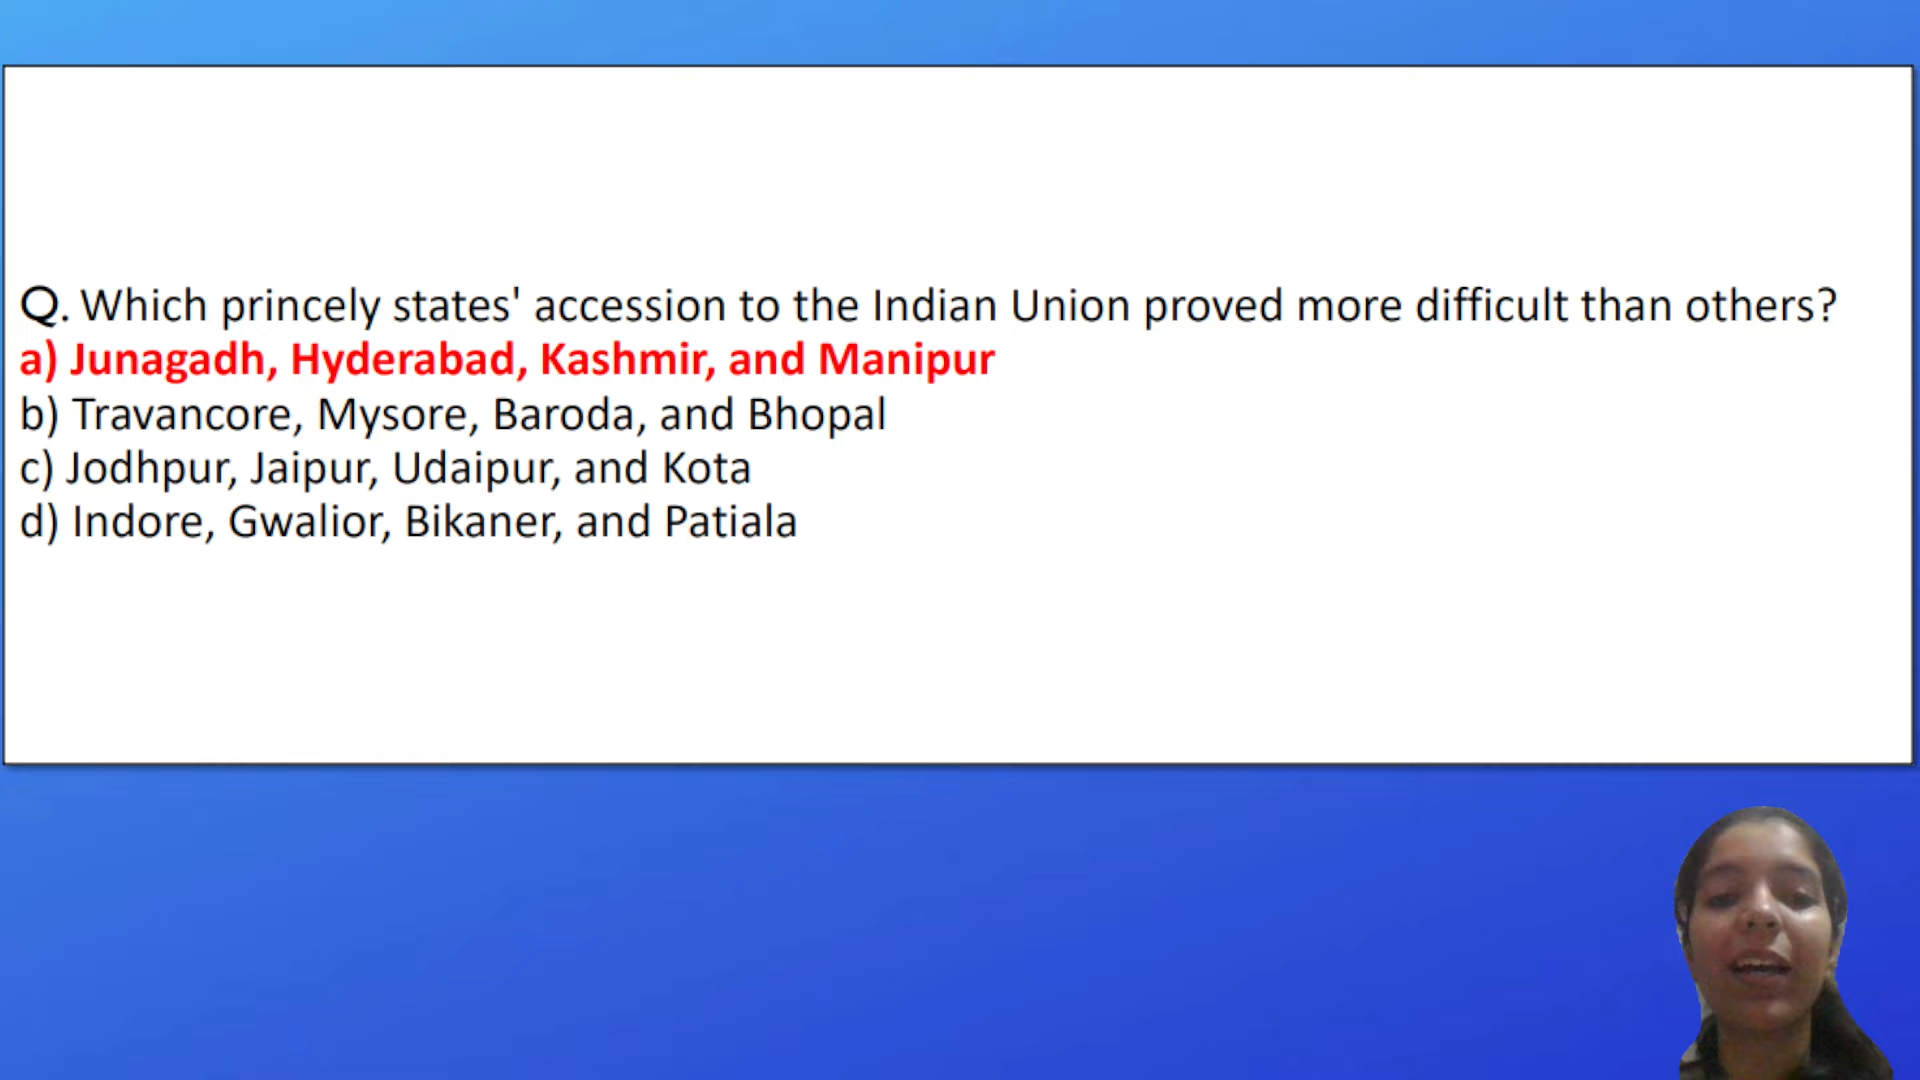 Q. Which princely states' accession to the Indian Union proved more difficult than others?
a) Junagadh, Hyderabad, Kashmir, and Manipur
b) Travancore, Mysore, Baroda, and Bhopal
c) Jodhpur, Jaipur, Udaipur, and Kota
d) Indore, Gwalior, Bikaner, and Patiala